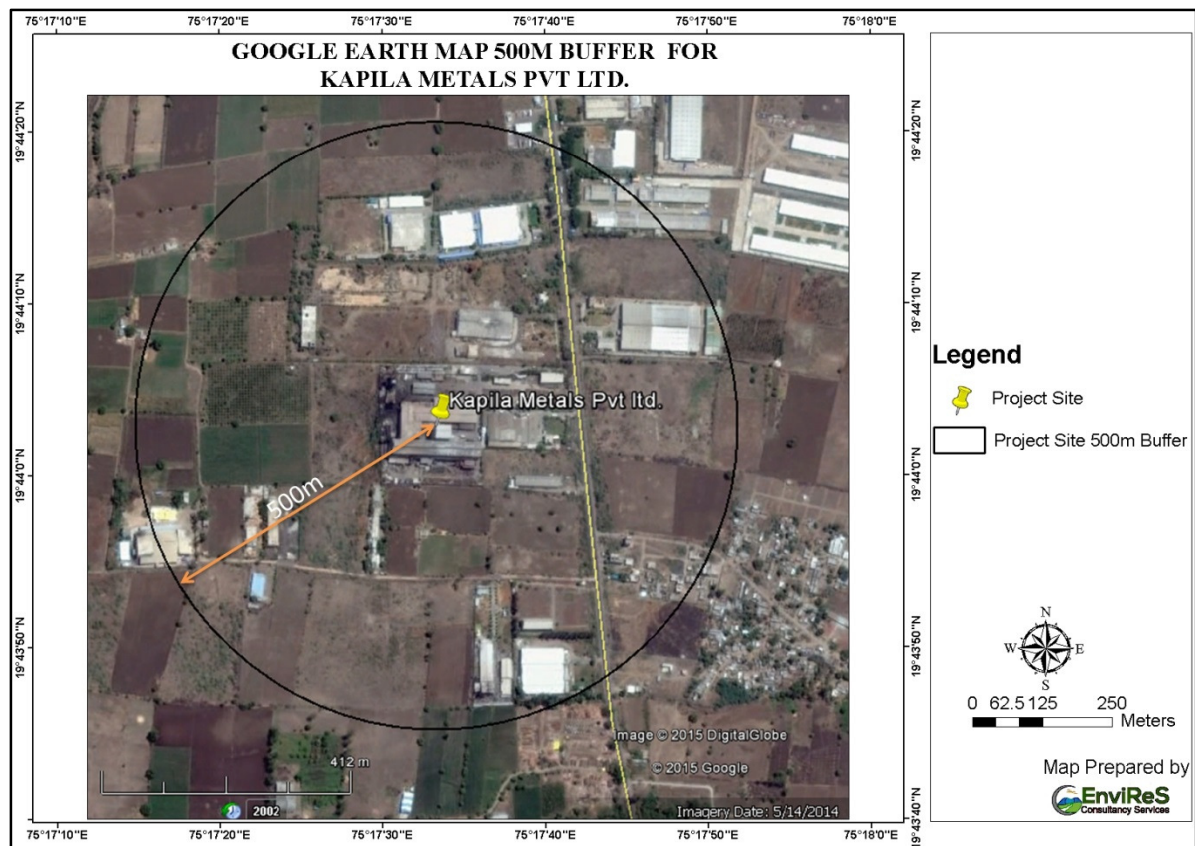 75°17'10"E
75°17'20"E
75°17'30"E
75°17'40"E
75°17'50"E
75°18'0"E
GOOGLE EARTH MAP 500M BUFFER FOR
KAPILA METALS PVT LTD.
19°44'20"N
19°44'20"N
19°44'10"N
19°44'10"N
Kapila Metals Pvt ltd.
19°44'0"N
19°44'0"N
500m
19°43'50"N
19°43'50"N
Image © 2015 DigitalGlobe
© 2015 Google
412 m
2002
Imagery Date: 5/14/2014
19°43'40"N
19°43'40"N
75°17'10"E
75°17'20"E
75°17'30"E
75°17'40"E
75°17'50"E
75°18'0"E
Legend
Project Site
Project Site 500m Buffer
N
W E
S
0 62.5 125 250
Meters
Map Prepared by
EnviReS
Consultancy Services